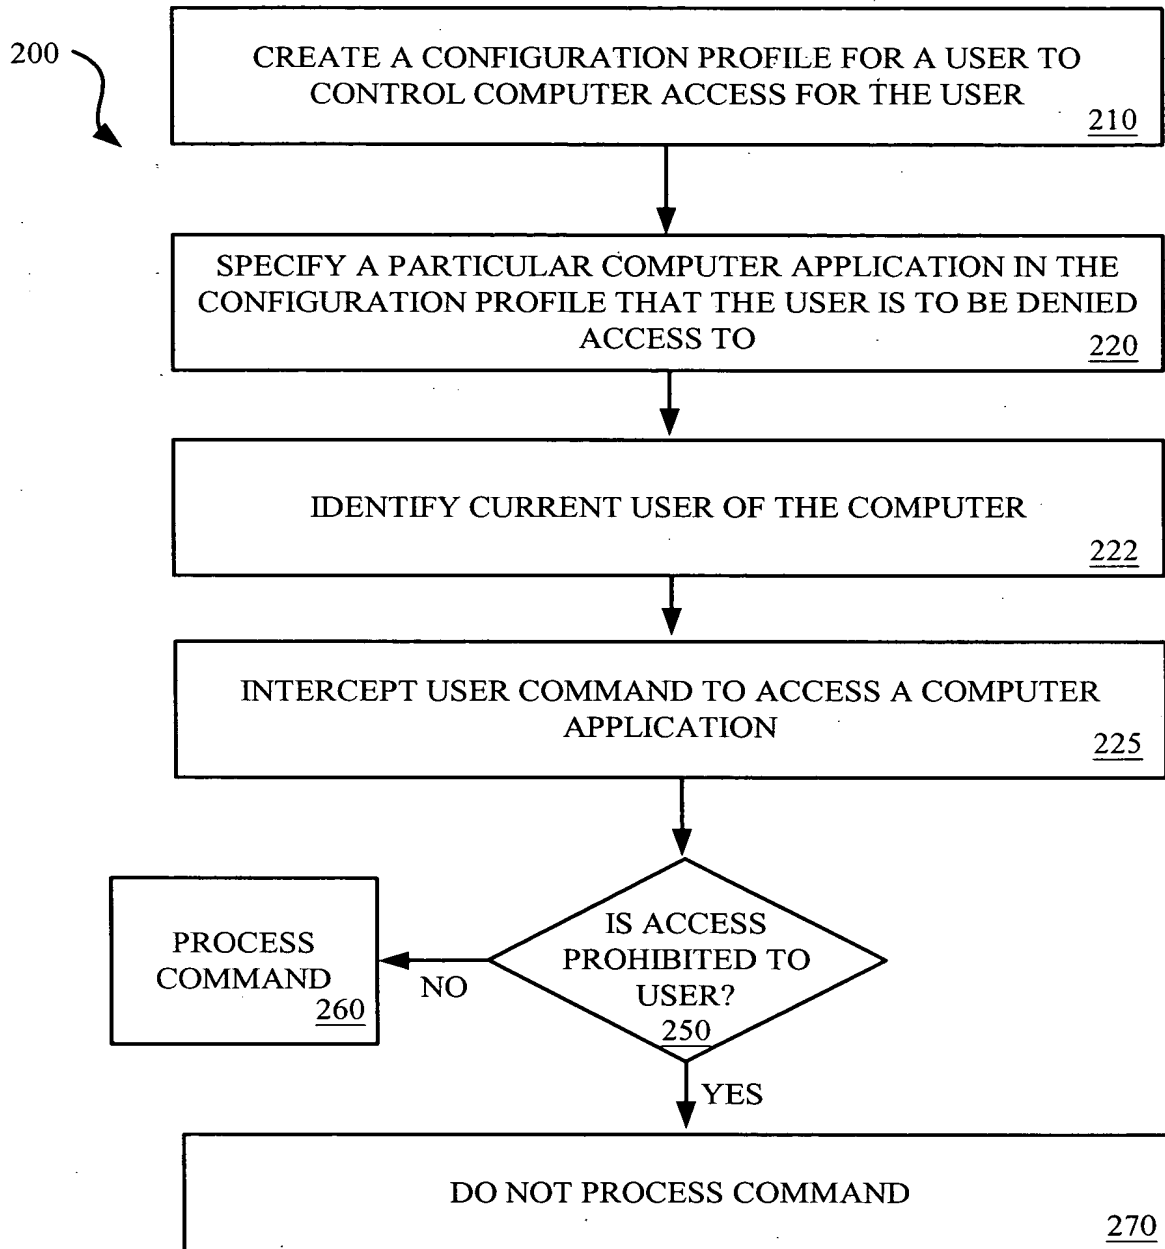 200
CREATE A CONFIGURATION PROFILE FOR A USER TO
CONTROL COMPUTER ACCESS FOR THE USER
210
SPECIFY A PARTICULAR COMPUTER APPLICATION IN THE
CONFIGURATION PROFILE THAT THE USER IS TO BE DENIED
ACCESS TO
220
IDENTIFY CURRENT USER OF THE COMPUTER
222
INTERCEPT USER COMMAND TO ACCESS A COMPUTER
APPLICATION
225
IS ACCESS
PROHIBITED TO
USER?
250
NO
PROCESS
COMMAND
260
YES
DO NOT PROCESS COMMAND
270